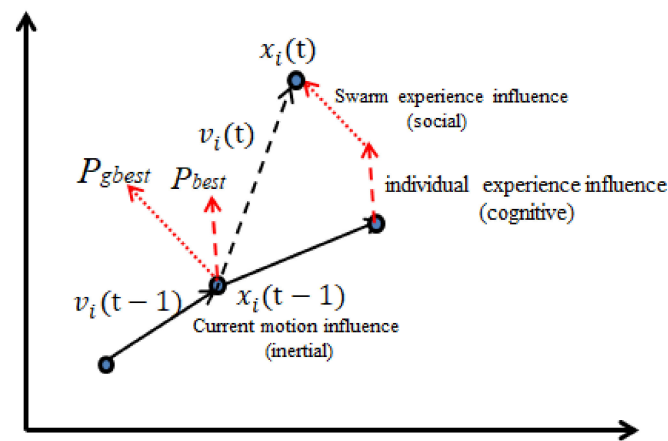 x_i(t)
Swarm experience influence
(social)
v_i(t)
P_gbest
P_best
individual experience influence
(cognitive)
v_i(t − 1)
x_i(t − 1)
Current motion influence
(inertial)